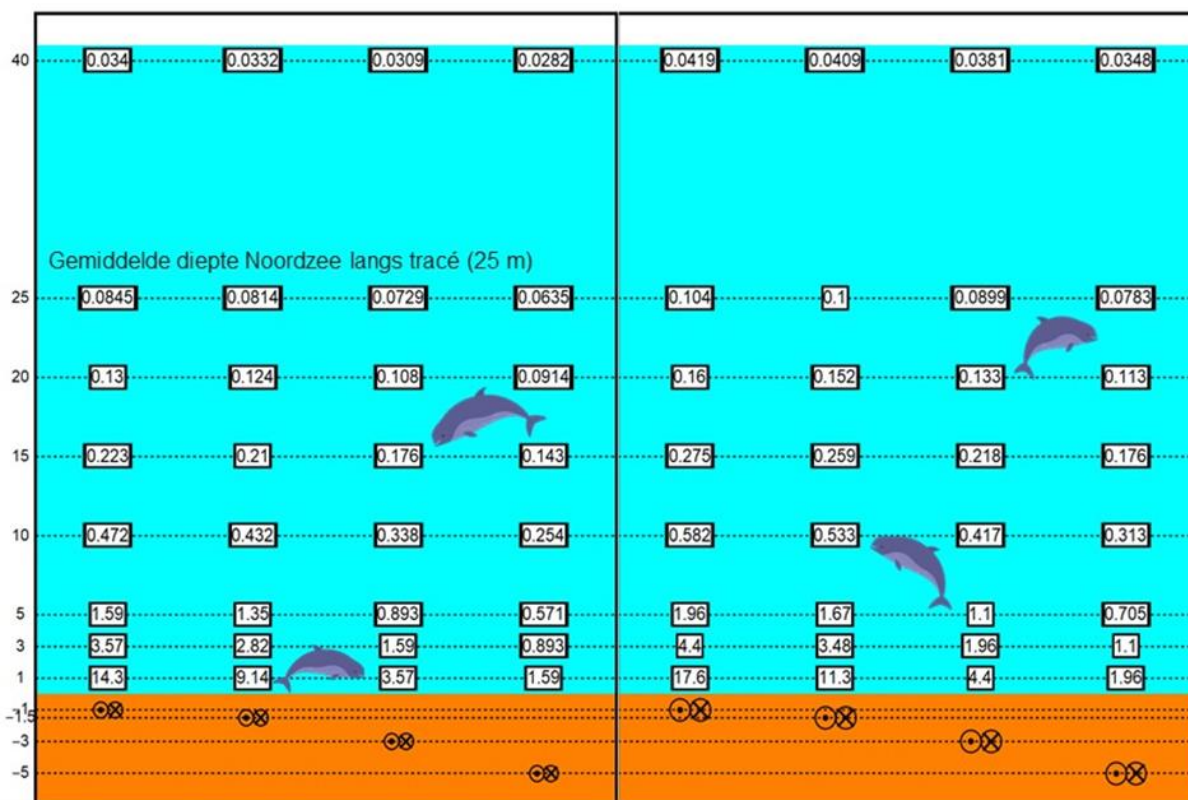 40 0.034 0.0332 0.0309 0.0282 0.0419 0.0409 0.0381 0.0348
Gemiddelde diepte Noordzee langs tracé (25 m)
25 0.0845 0.0814 0.0729 0.0635 0.104 0.1 0.0899 0.0783
20 0.13 0.124 0.108 0.0914 0.16 0.152 0.133 0.113
15 0.223 0.21 0.176 0.143 0.275 0.259 0.218 0.176
10 0.472 0.432 0.338 0.254 0.582 0.533 0.417 0.313
5 1.59 1.35 0.893 0.571 1.96 1.67 1.1 0.705
3 3.57 2.82 1.59 0.893 4.4 3.48 1.96 1.1
1 14.3 9.14 3.57 1.59 17.6 11.3 4.4 1.96
−1
−1.5
−3
−5